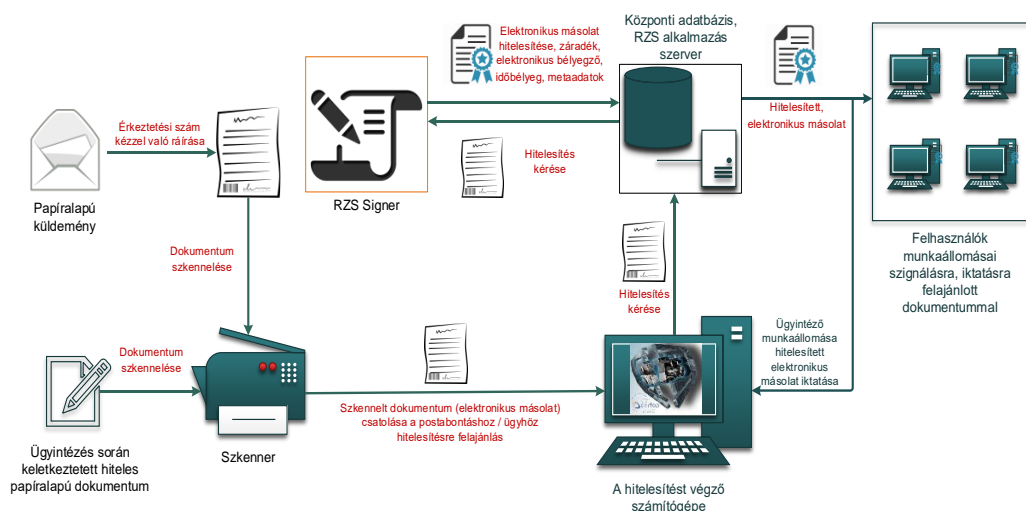 Elektronikus másolat
hitelesítése, záradék,
elektronikus bélyegző,
időbélyeg, metaadatok
Központi adatbázis,
RZS alkalmazás
szerver
Hitelesített,
elektronikus másolat
Érkeztetési szám
kézzel való ráírása
Hitelesítés
kérése
Papíralapú
küldemény
RZS Signer
Felhasználók
munkaállomásai
szignálásra, iktatásra
felajánlott
dokumentummal
Dokumentum
szkennelése
Hitelesítés
kérése
Dokumentum
szkennelése
Ügyintéző
munkaállomása
hitelesített
elektronikus
másolat iktatása
Szkennelt dokumentum (elektronikus másolat)
csatolása a postabontáshoz / ügyhöz
hitelesítésre felajánlás
Ügyintézés során
keletkeztetett hiteles
papíralapú dokumentum
Szkenner
A hitelesítést végző
számítógépe